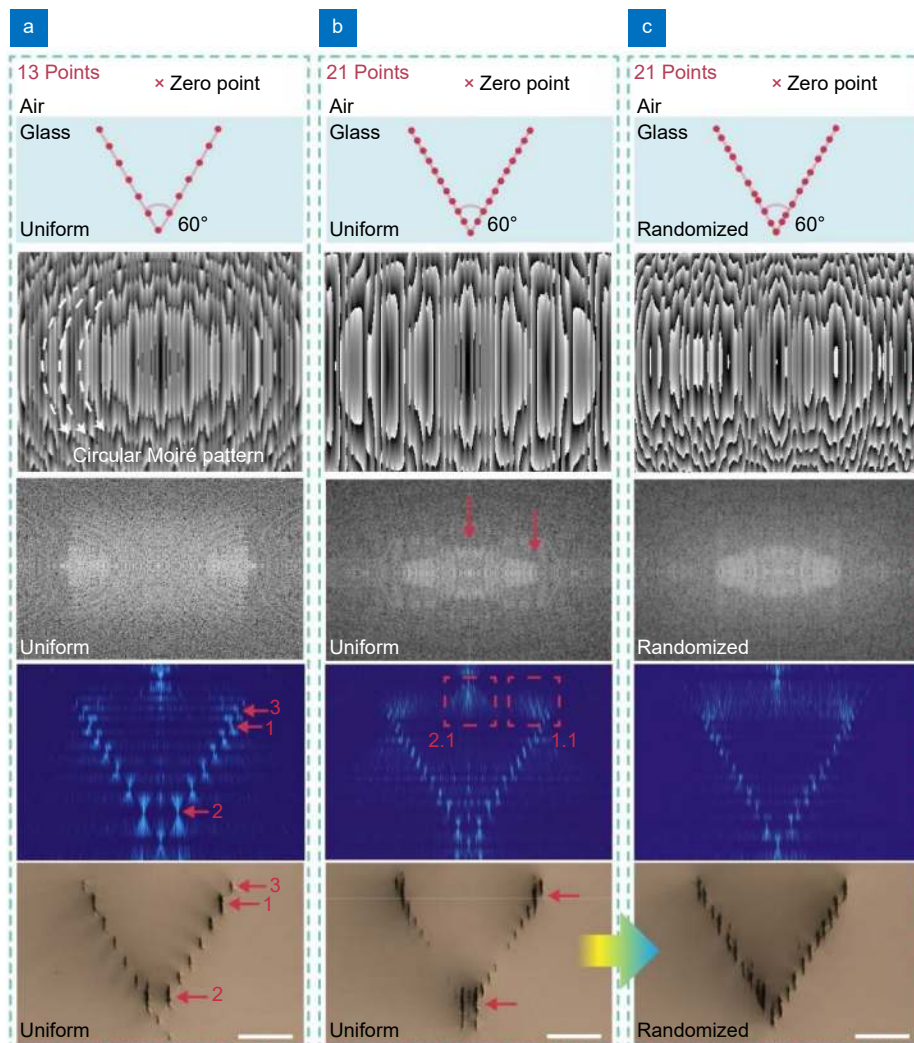 a
13 Points
× Zero point
Air
Glass
60°
Uniform
Circular Moiré pattern
Uniform
3
1
2
3
1
2
Uniform
b
21 Points
× Zero point
Air
Glass
60°
Uniform
2.1
1.1
Uniform
c
21 Points
× Zero point
Air
Glass
60°
Randomized
Randomized
Randomized